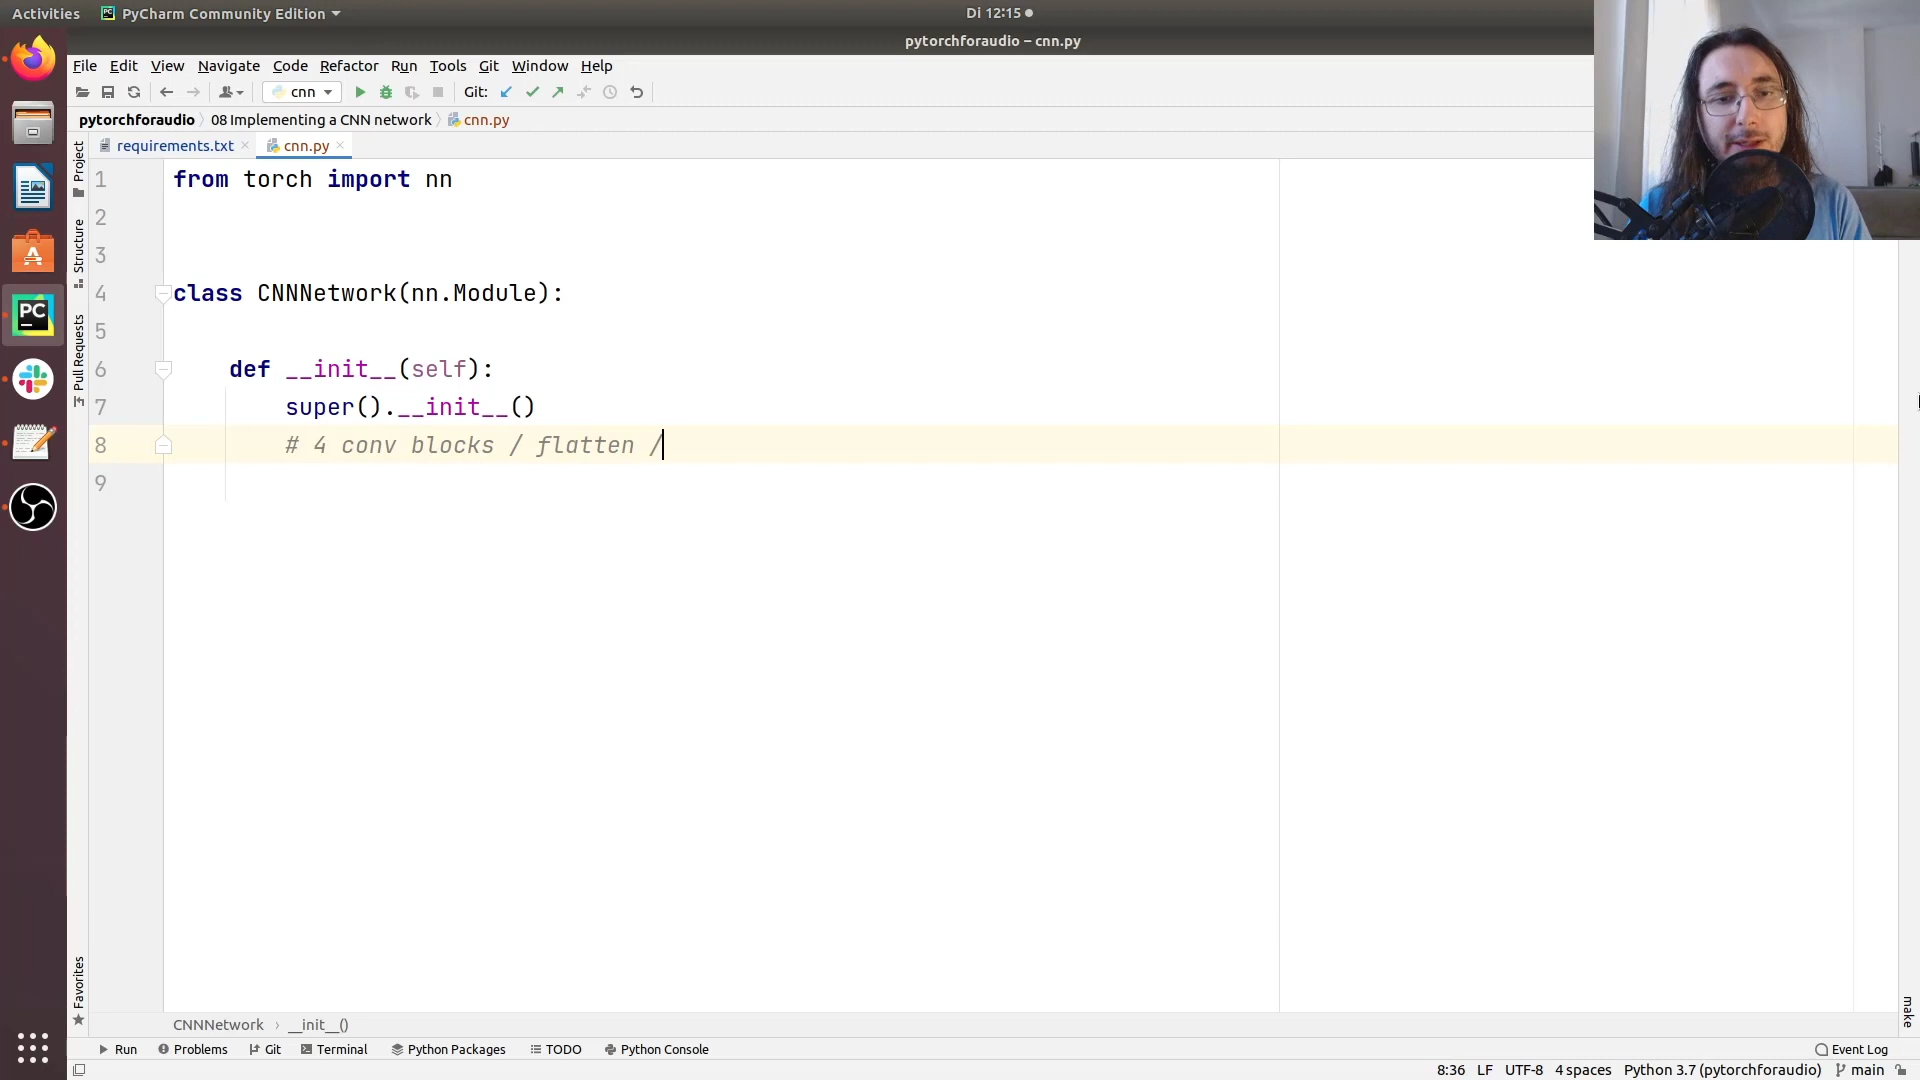 Activities PyCharm Community Edition Di 12:15
pytorchforaudio – cnn.py
File Edit View Navigate Code Refactor Run Tools Git Window Help
cnn Git:
pytorchforaudio 08 Implementing a CNN network cnn.py
requirements.txt cnn.py
Project
Structure
Pull Requests
Favorites
1 from torch import nn
2
3
4 class CNNNetwork(nn.Module):
5
6 def __init__(self):
7 super().__init__()
8 # 4 conv blocks / flatten /
9
make
CNNNetwork › __init__()
Run Problems Git Terminal Python Packages TODO Python Console Event Log
8:36 LF UTF-8 4 spaces Python 3.7 (pytorchforaudio) main